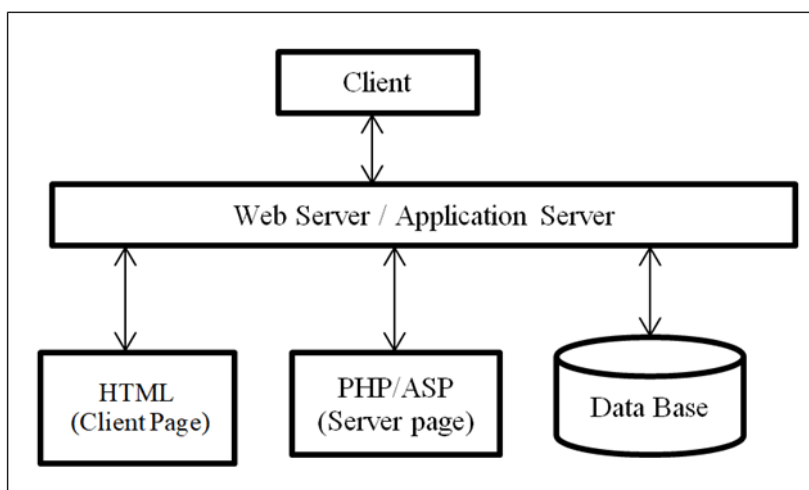 Client
Web Server / Application Server
HTML
(Client Page)
PHP/ASP
(Server page)
Data Base